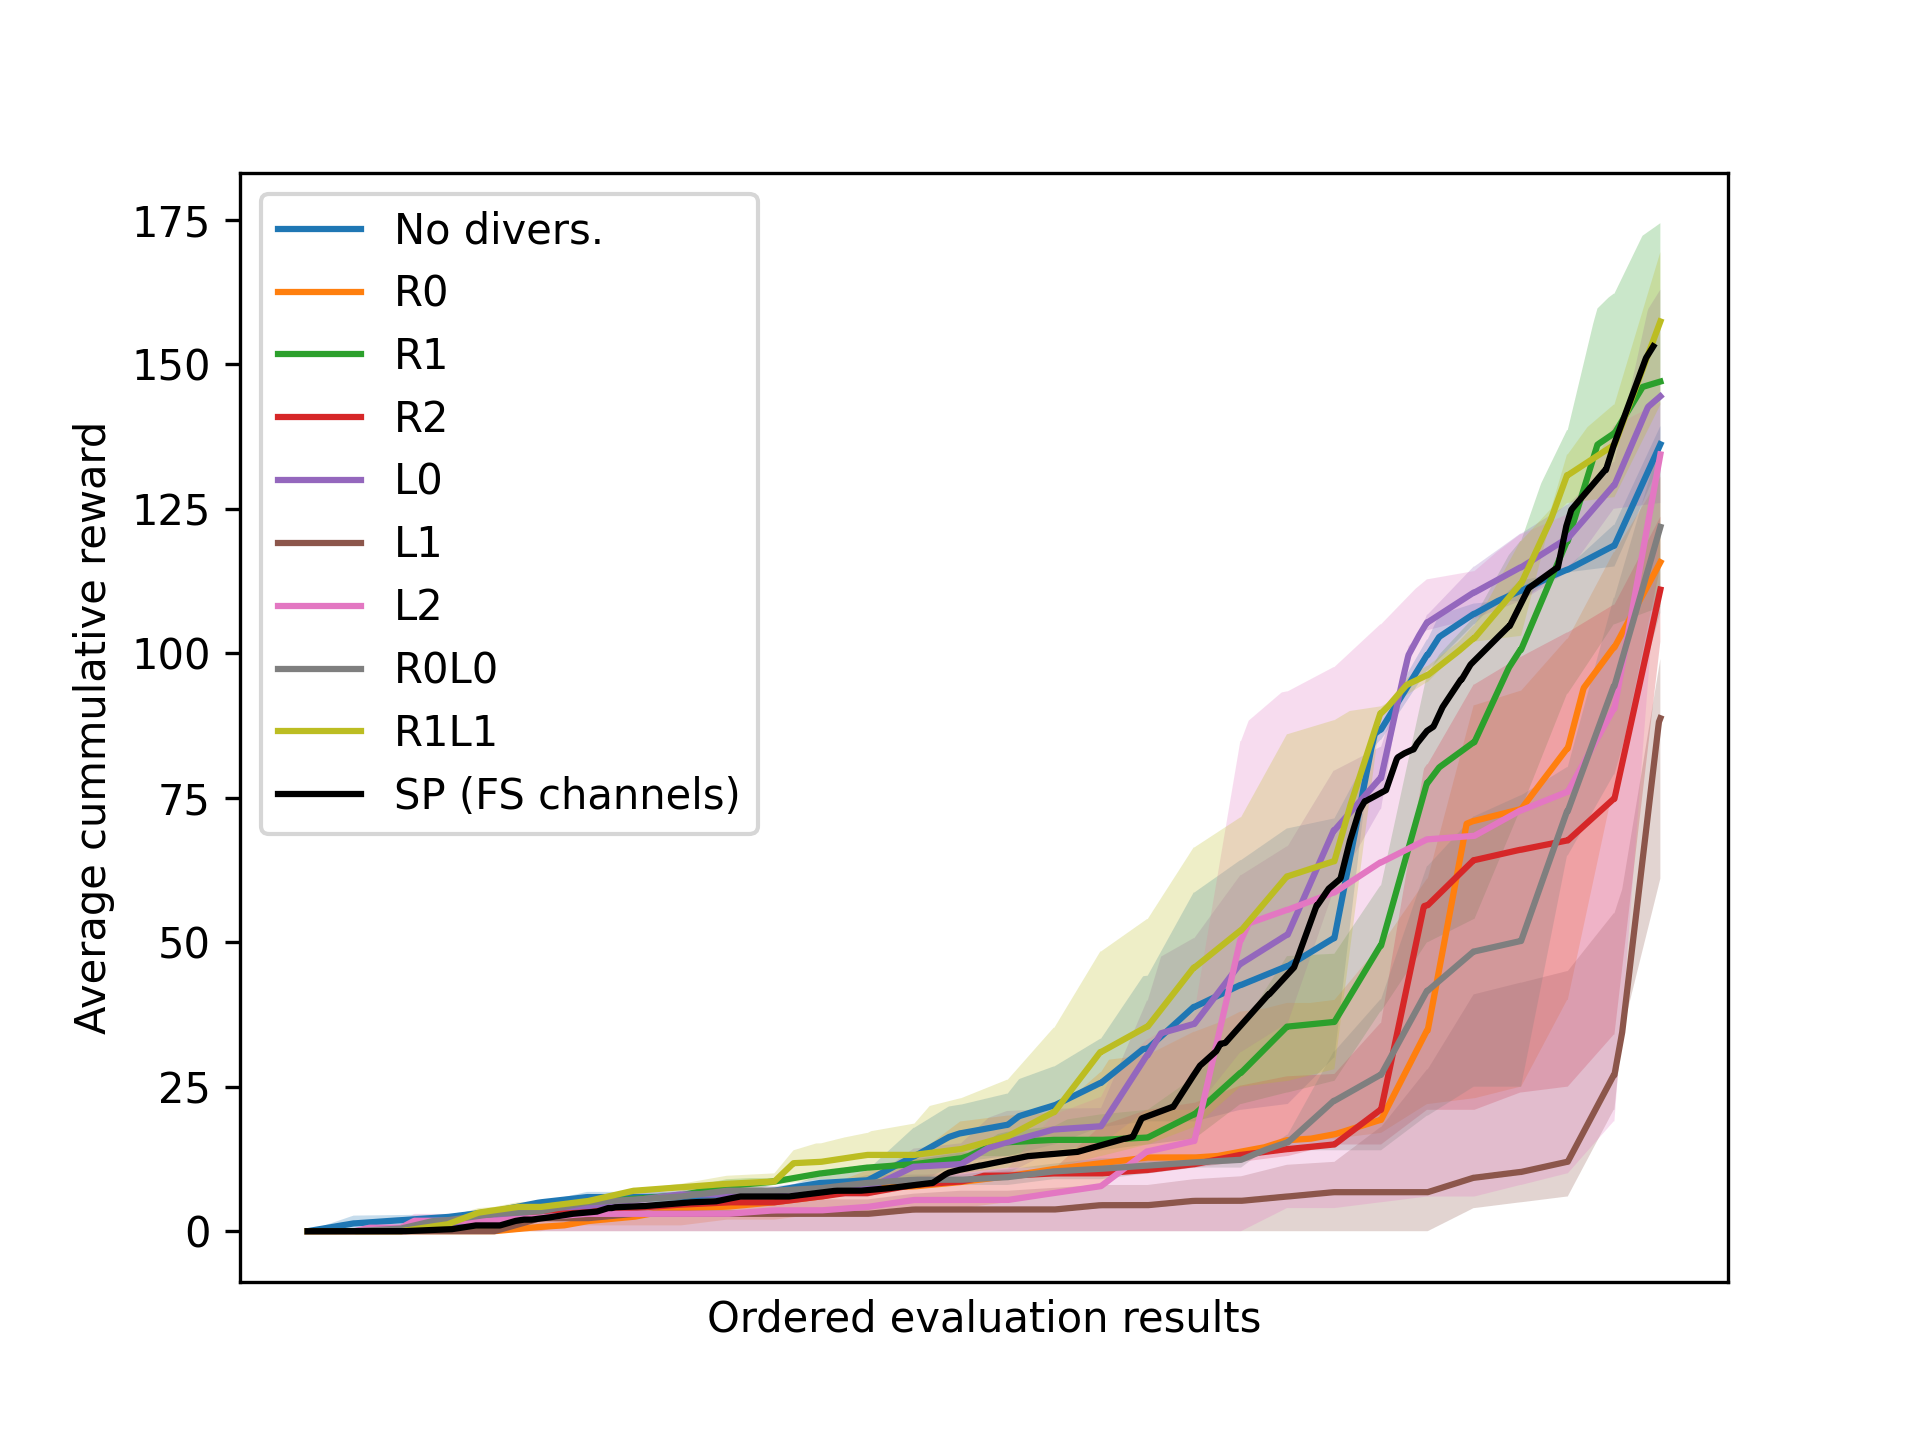 175
150
125
100
75
50
25
0
Average cummulative reward
No divers.
R0
R1
R2
L0
L1
L2
R0L0
R1L1
SP (FS channels)
Ordered evaluation results